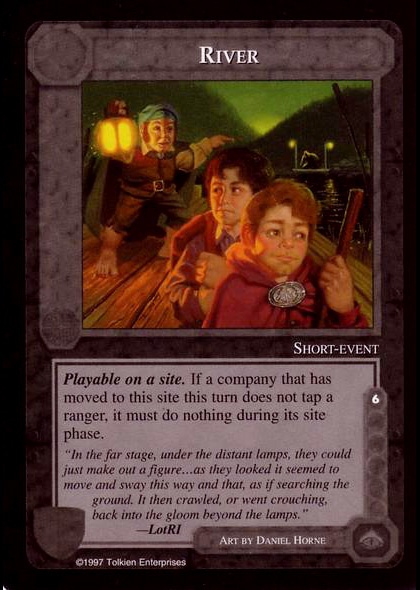 River
Short-event
Playable on a site. If a company that has
moved to this site this turn does not tap a
ranger, it must do nothing during its site
phase.
6
"In the far stage, under the distant lamps, they could
just make out a figure...as they looked it seemed to
move and sway this way and that, as if searching the
ground. It then crawled, or went crouching,
back into the gloom beyond the lamps."
—LotRI
Art by Daniel Horne
©1997 Tolkien Enterprises